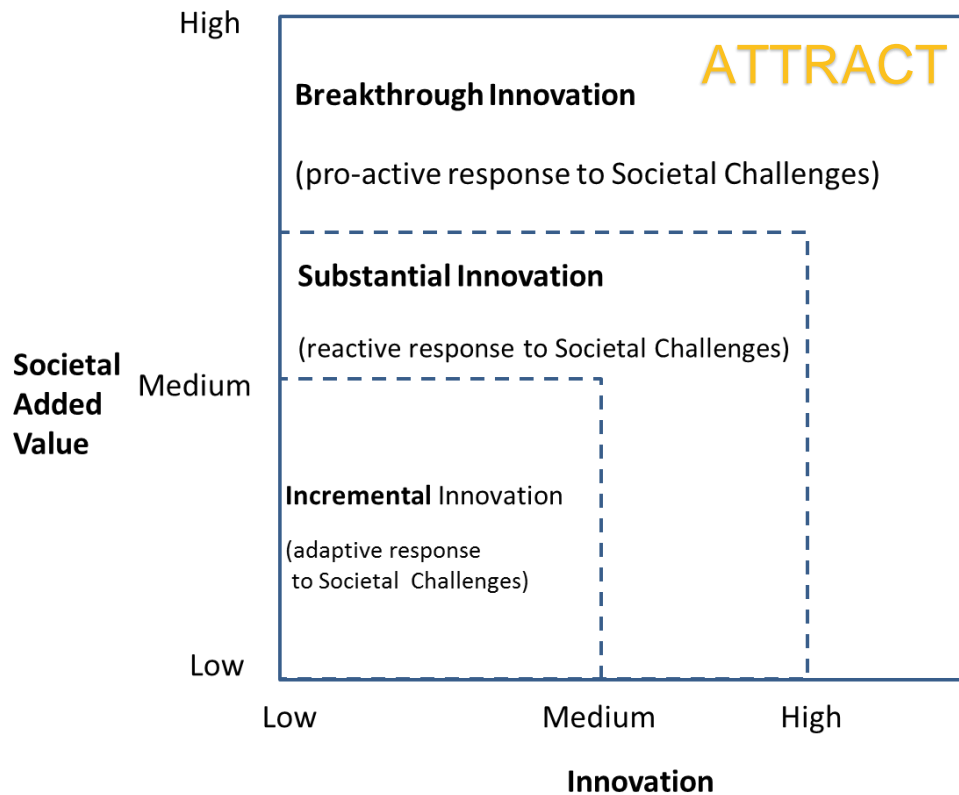 High
ATTRACT
Breakthrough Innovation
(pro-active response to Societal Challenges)
Substantial Innovation
(reactive response to Societal Challenges)
Societal
Added
Value
Medium
Incremental Innovation
(adaptive response
to Societal Challenges)
Low
Low
Medium
High
Innovation